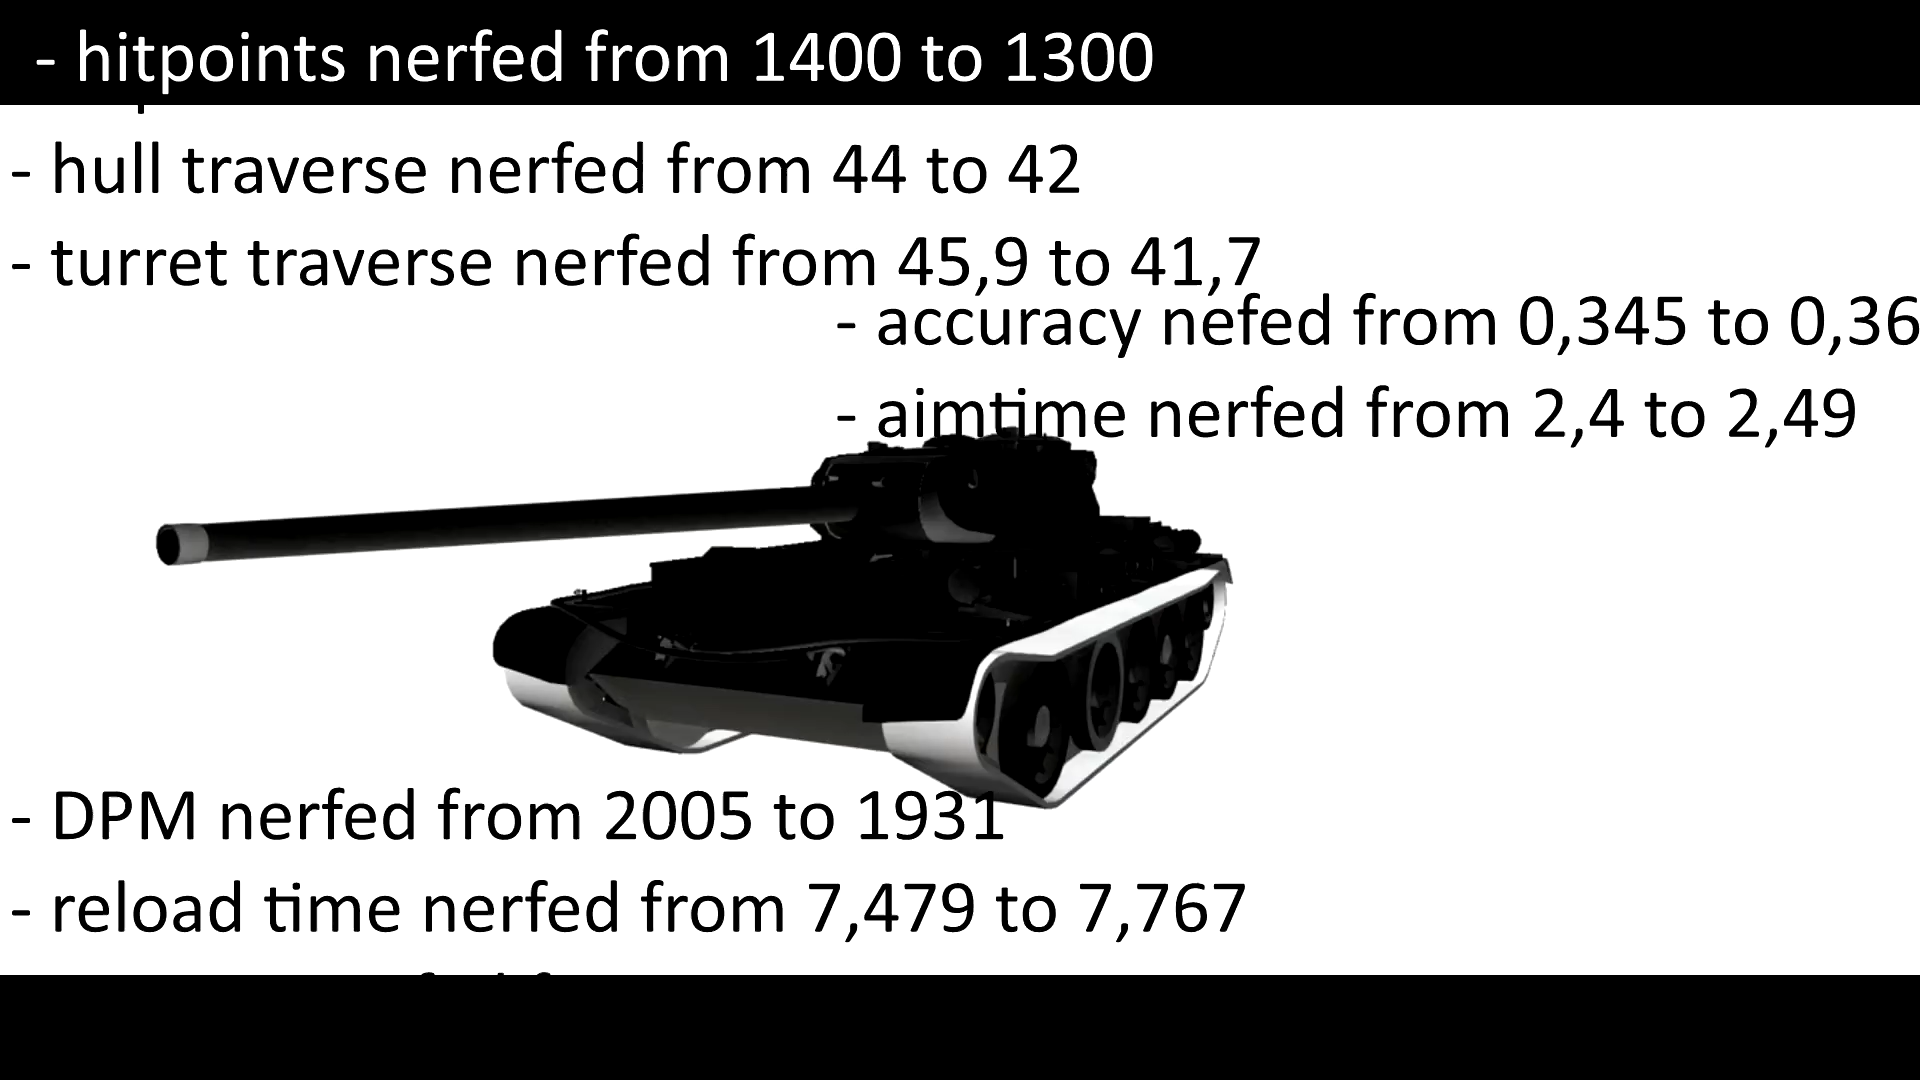 - hitpoints nerfed from 1400 to 1300
- hull traverse nerfed from 44 to 42
- turret traverse nerfed from 45,9 to 41,7
- accuracy nefed from 0,345 to 0,36
- aimtime nerfed from 2,4 to 2,49
- DPM nerfed from 2005 to 1931
- reload time nerfed from 7,479 to 7,767